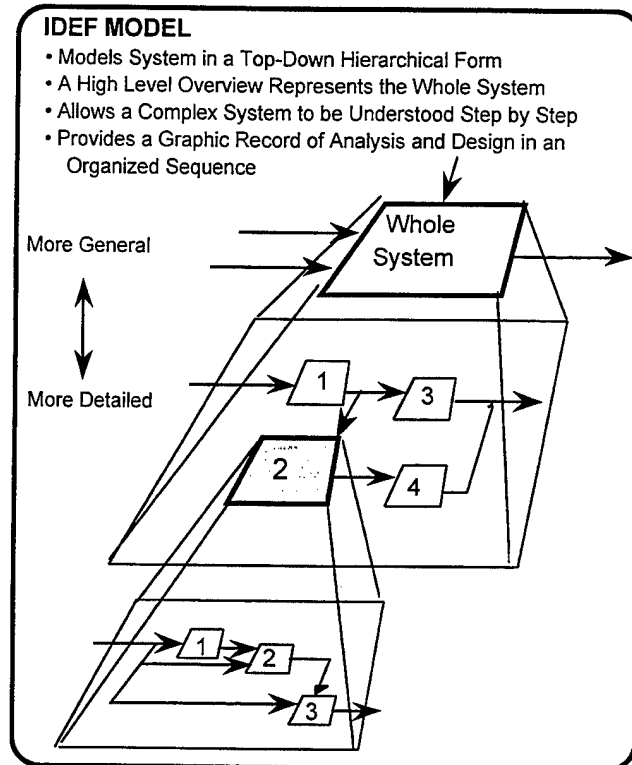 IDEF MODEL
• Models System in a Top-Down Hierarchical Form
• A High Level Overview Represents the Whole System
• Allows a Complex System to be Understood Step by Step
• Provides a Graphic Record of Analysis and Design in an
Organized Sequence
Whole
System
More General
More Detailed
1
3
2
4
1
2
3